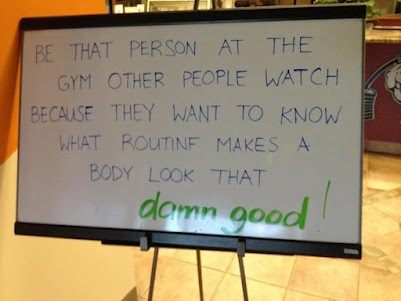 BE THAT PERSON AT THE
GYM OTHER PEOPLE WATCH
BECAUSE THEY WANT TO KNOW
WHAT ROUTINE MAKES A
BODY LOOK THAT
damn good!